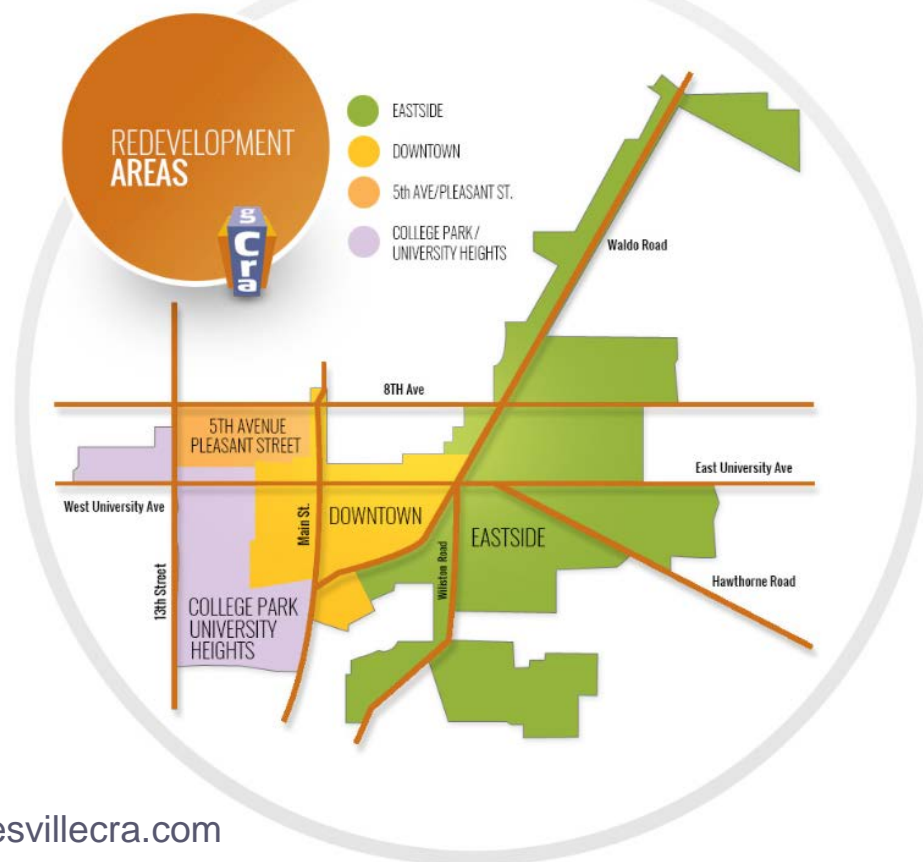 REDEVELOPMENT
AREAS
g
C
r
a
EASTSIDE
DOWNTOWN
5th AVE/PLEASANT ST.
COLLEGE PARK/
UNIVERSITY HEIGHTS
Waldo Road
8TH Ave
5TH AVENUE
PLEASANT STREET
East University Ave
West University Ave
Main St.
DOWNTOWN
EASTSIDE
Williston Road
13th Street
Hawthorne Road
COLLEGE PARK
UNIVERSITY
HEIGHTS
esvillecra.com